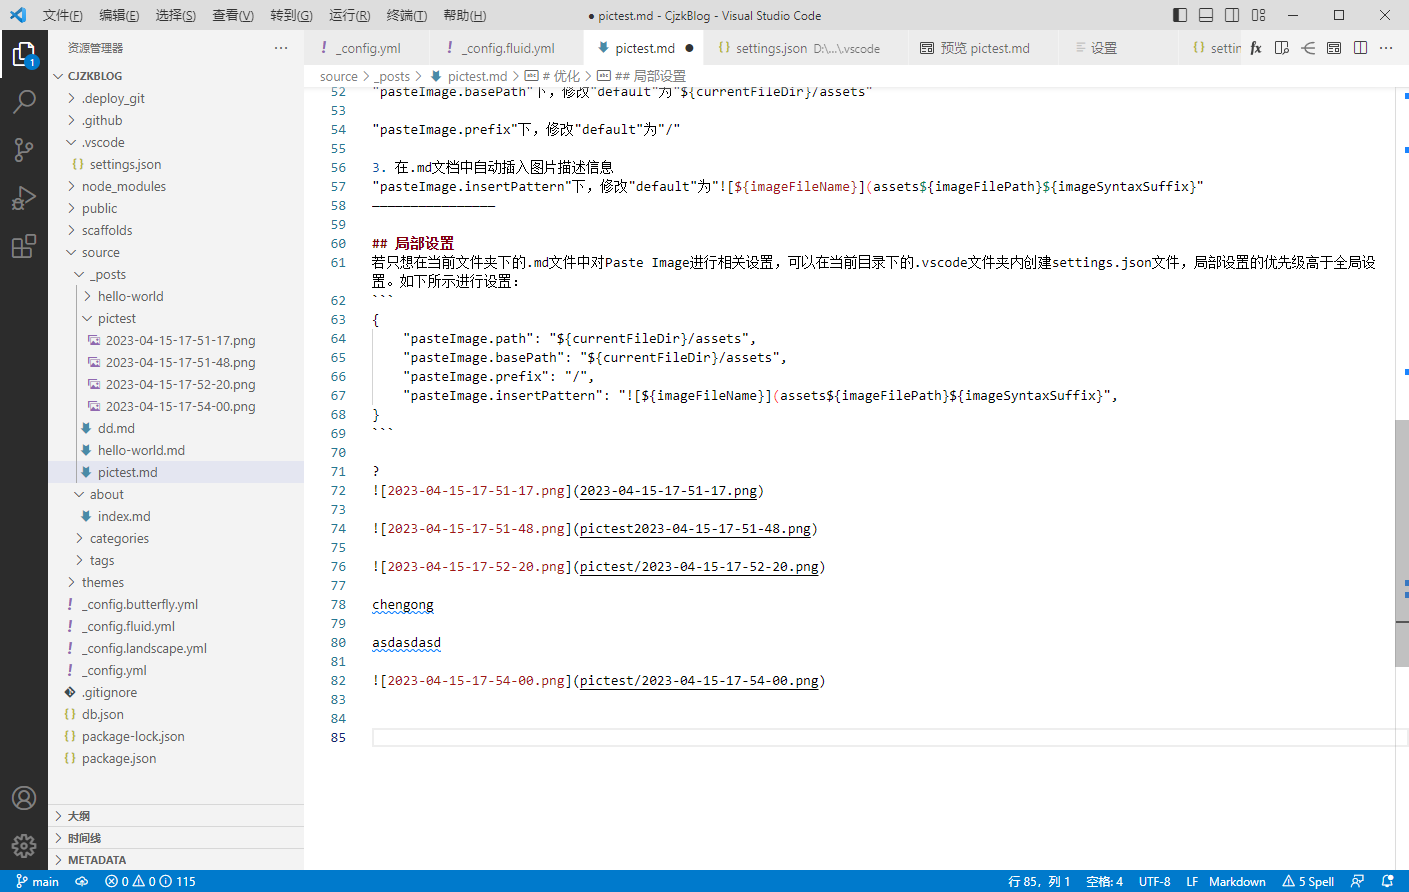 文件(F) 编辑(E) 选择(S) 查看(V) 转到(G) 运行(R) 终端(T) 帮助(H) ● pictest.md - CjzkBlog - Visual Studio Code
资源管理器 ···
! _config.yml ! _config.fluid.yml pictest.md ● {} settings.json D:\...\.vscode 预览 pictest.md 设置 {} settin
source > _posts > pictest.md > # 优化 > ## 局部设置
1
CJZKBLOG
.deploy_git
.github
.vscode
{} settings.json
node_modules
public
scaffolds
source
_posts
hello-world
pictest
2023-04-15-17-51-17.png
2023-04-15-17-51-48.png
2023-04-15-17-52-20.png
2023-04-15-17-54-00.png
dd.md
hello-world.md
pictest.md
about
index.md
categories
tags
themes
! _config.butterfly.yml
! _config.fluid.yml
! _config.landscape.yml
! _config.yml
.gitignore
{} db.json
{} package-lock.json
{} package.json
大纲
时间线
METADATA
52 "pasteImage.basePath"下，修改"default"为"${currentFileDir}/assets"
53
54 "pasteImage.prefix"下，修改"default"为"/"
55
56 3. 在.md文档中自动插入图片描述信息
57 "pasteImage.insertPattern"下，修改"default"为"![${imageFileName}](assets${imageFilePath}${imageSyntaxSuffix}"
58 ————————————————
59
60 ## 局部设置
61 若只想在当前文件夹下的.md文件中对Paste Image进行相关设置，可以在当前目录下的.vscode文件夹内创建settings.json文件，局部设置的优先级高于全局设
置。如下所示进行设置：
62 ```
63 {
64 "pasteImage.path": "${currentFileDir}/assets",
65 "pasteImage.basePath": "${currentFileDir}/assets",
66 "pasteImage.prefix": "/",
67 "pasteImage.insertPattern": "![${imageFileName}](assets${imageFilePath}${imageSyntaxSuffix}",
68 }
69 ```
70
71 ?
72 ![2023-04-15-17-51-17.png](2023-04-15-17-51-17.png)
73
74 ![2023-04-15-17-51-48.png](pictest2023-04-15-17-51-48.png)
75
76 ![2023-04-15-17-52-20.png](pictest/2023-04-15-17-52-20.png)
77
78 chengong
79
80 asdasdasd
81
82 ![2023-04-15-17-54-00.png](pictest/2023-04-15-17-54-00.png)
83
84
85
main 0 0 115 行 85，列 1 空格: 4 UTF-8 LF Markdown 5 Spell